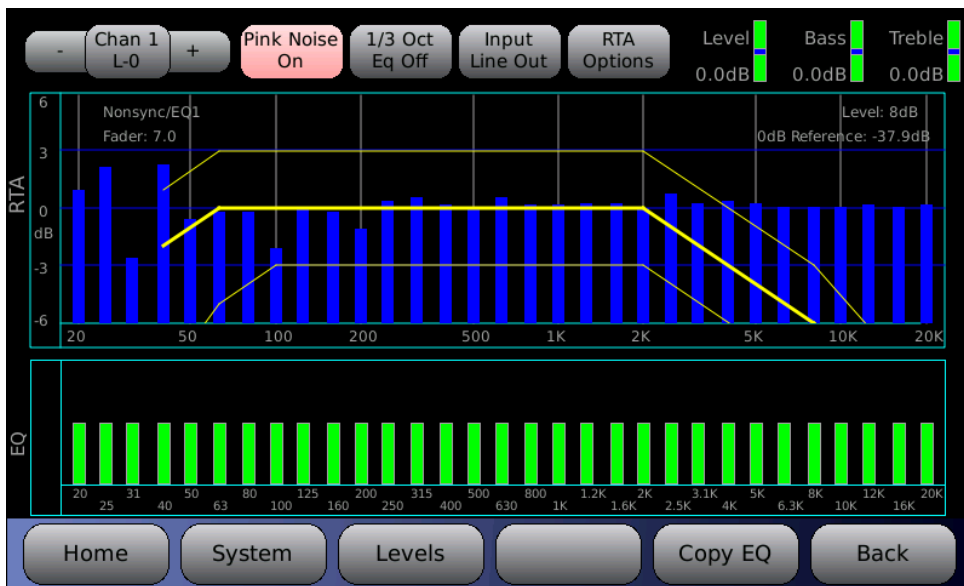 - Chan 1 L-0 +
Pink Noise On
1/3 Oct Eq Off
Input Line Out
RTA Options
Level 0.0dB
Bass 0.0dB
Treble 0.0dB
RTA
6
3
0
dB
-3
-6
Nonsync/EQ1
Fader: 7.0
Level: 8dB
0dB Reference: -37.9dB
20 50 100 200 500 1K 2K 5K 10K 20K
EQ
20 31 50 80 125 200 315 500 800 1.2K 2K 3.1K 5K 8K 12K 20K
25 40 63 100 160 250 400 630 1K 1.6K 2.5K 4K 6.3K 10K 16K
Home System Levels Copy EQ Back